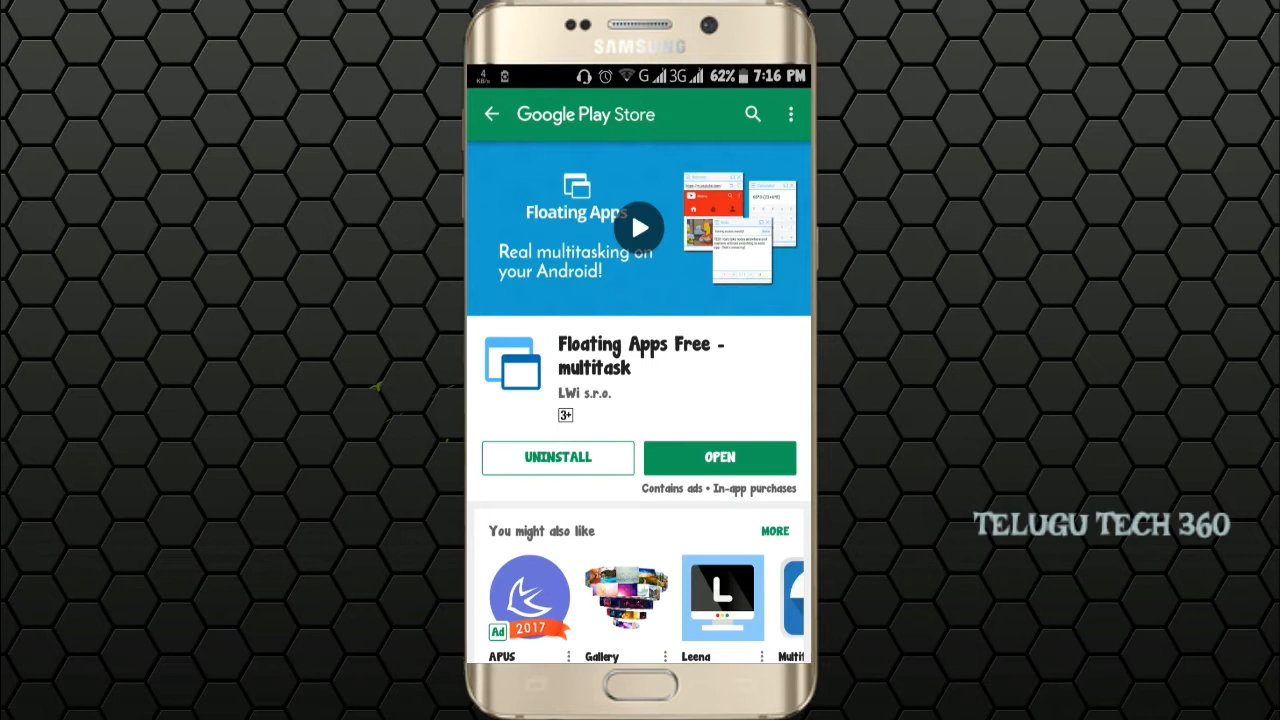 SAMSUNG
4
KB/s
G 3G 62% 7:16 PM
Google Play Store
Floating Apps
Real multitasking on
your Android!
Floating Apps Free -
multitask
LWi s.r.o.
3+
UNINSTALL
OPEN
Contains ads • In-app purchases
TELUGU TECH 360
You might also like
MORE
L
Ad
2017
APUS
Gallery
Leena